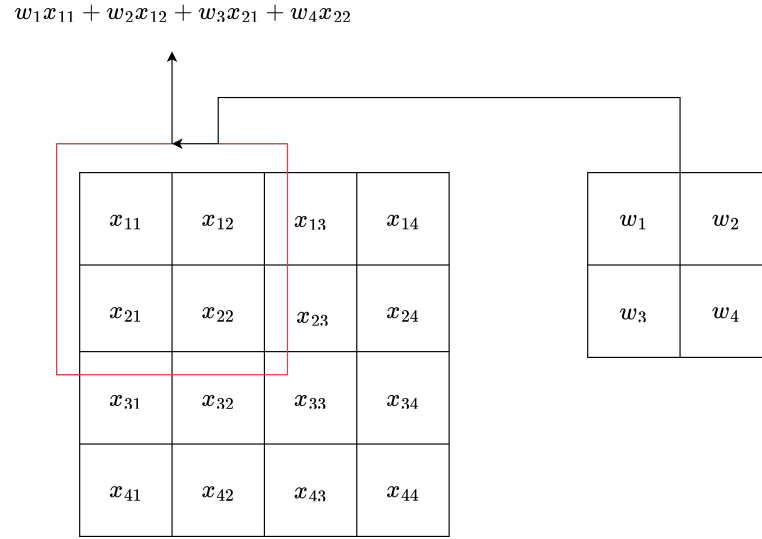 w₁x₁₁ + w₂x₁₂ + w₃x₂₁ + w₄x₂₂
x₁₁ x₁₂ x₁₃ x₁₄ w₁ w₂
x₂₁ x₂₂ x₂₃ x₂₄ w₃ w₄
x₃₁ x₃₂ x₃₃ x₃₄
x₄₁ x₄₂ x₄₃ x₄₄